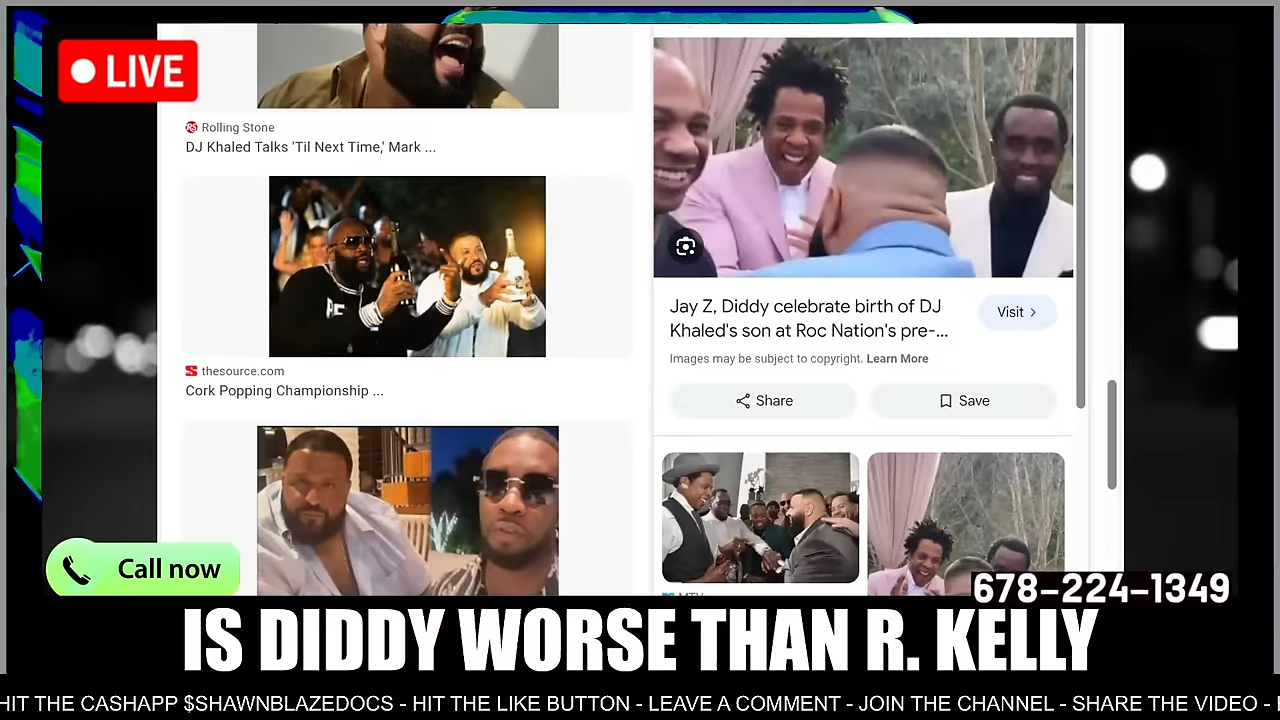 LIVE
Rolling Stone
DJ Khaled Talks 'Til Next Time,' Mark ...
thesource.com
Cork Popping Championship ...
Jay Z, Diddy celebrate birth of DJ
Khaled's son at Roc Nation's pre-...
Visit
Images may be subject to copyright. Learn More
Share
Save
Call now
678-224-1349
IS DIDDY WORSE THAN R. KELLY
HIT THE CASHAPP $SHAWNBLAZEDOCS - HIT THE LIKE BUTTON - LEAVE A COMMENT - JOIN THE CHANNEL - SHARE THE VIDEO -